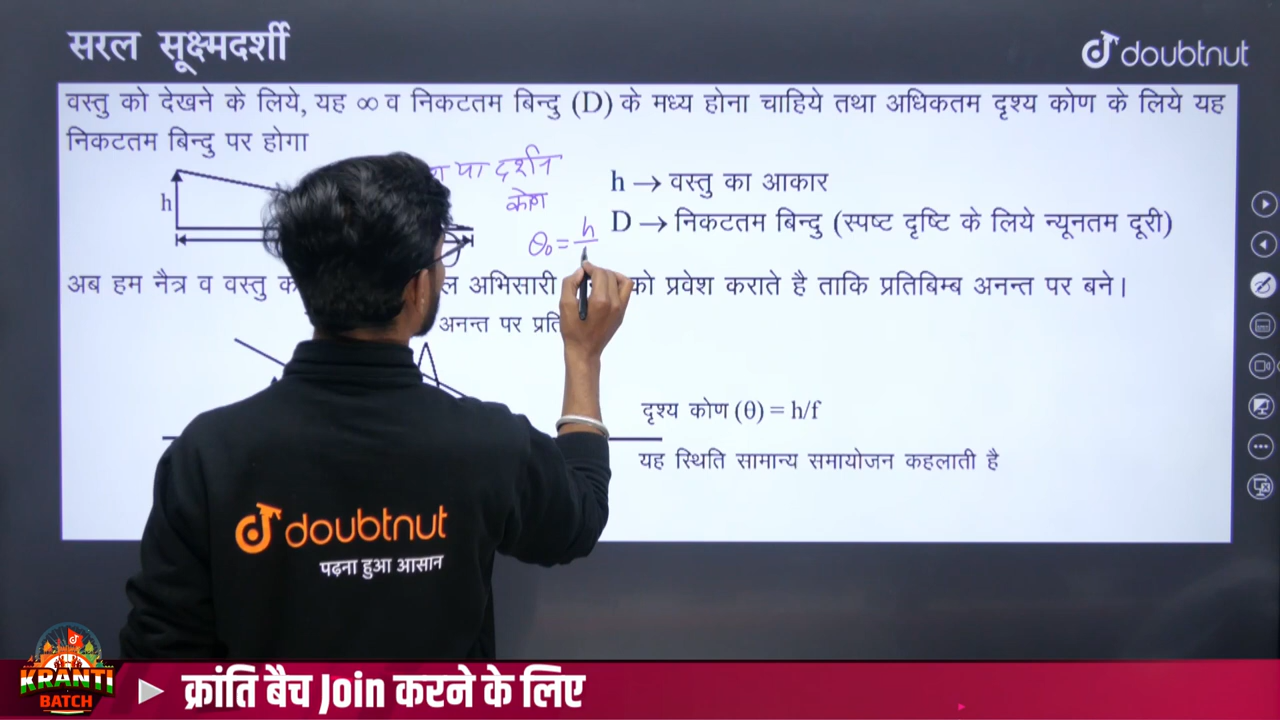 सरल सूक्ष्मदर्शी
doubtnut
वस्तु को देखने के लिये, यह ∞ व निकटतम बिन्दु (D) के मध्य होना चाहिये तथा अधिकतम दृश्य कोण के लिये यह
निकटतम बिन्दु पर होगा
या दर्शन
कोण
h
h → वस्तु का आकार
θ₀ = h
D → निकटतम बिन्दु (स्पष्ट दृष्टि के लिये न्यूनतम दूरी)
अब हम नैत्र व वस्तु अभिसारी को प्रवेश कराते है ताकि प्रतिबिम्ब अनन्त पर बने।
अनन्त पर
दृश्य कोण (θ) = h/f
यह स्थिति सामान्य समायोजन कहलाती है
doubtnut
पढ़ना हुआ आसान
KRANTI
BATCH
क्रांति बैच Join करने के लिए